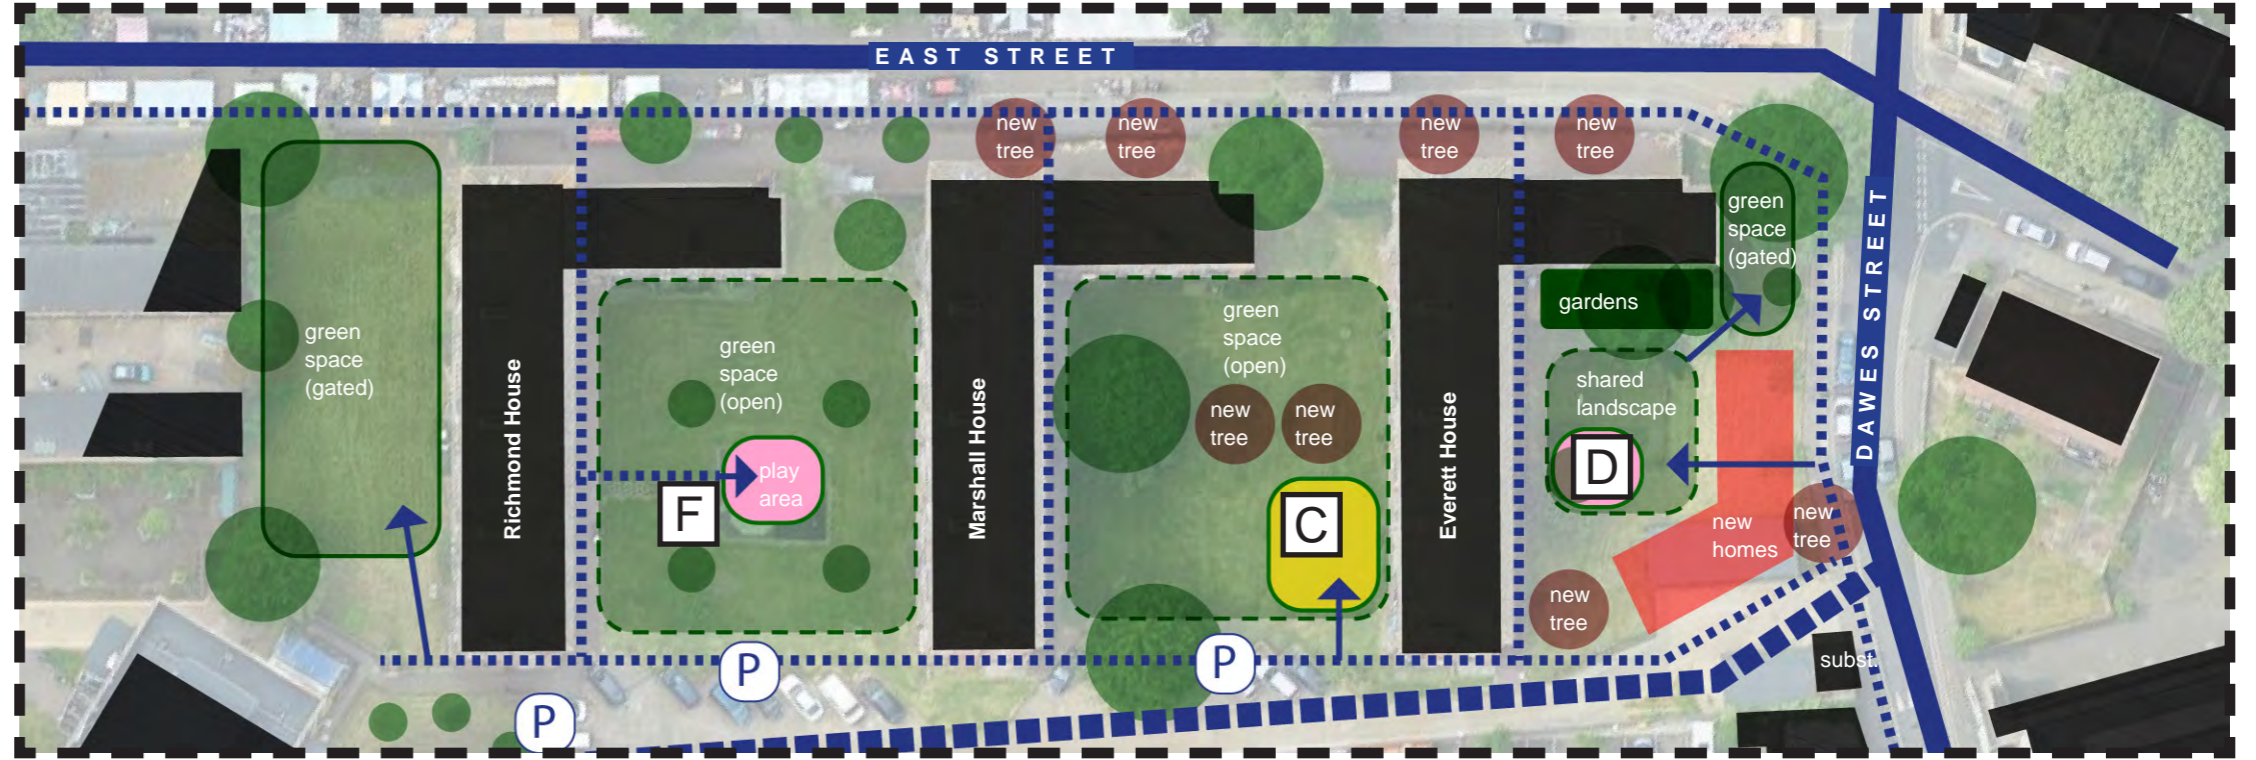 EAST STREET
new
tree
new
tree
new
tree
new
tree
green
space
(gated)
DAWES STREET
gardens
green
space
(gated)
green
space
(open)
green
space
(open)
shared
landscape
Richmond House
Marshall House
Everett House
new
tree
new
tree
play
area
F
C
D
new
homes
new
tree
new
tree
subst.
P
P
P